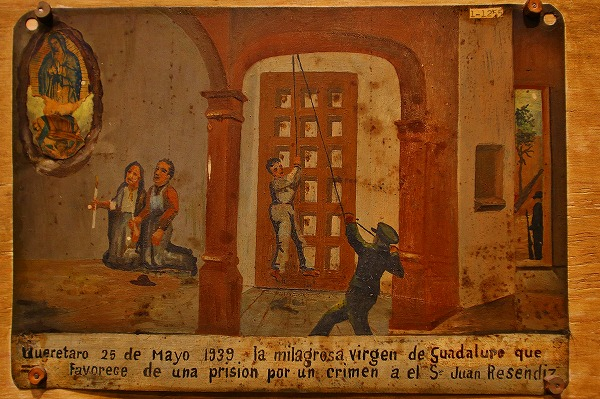 L-1255
Queretaro 25 de Mayo 1939 la milagrosa virgen de Guadalupe que
Favorece de una prision por un crimen a el Sr Juan Resendiz